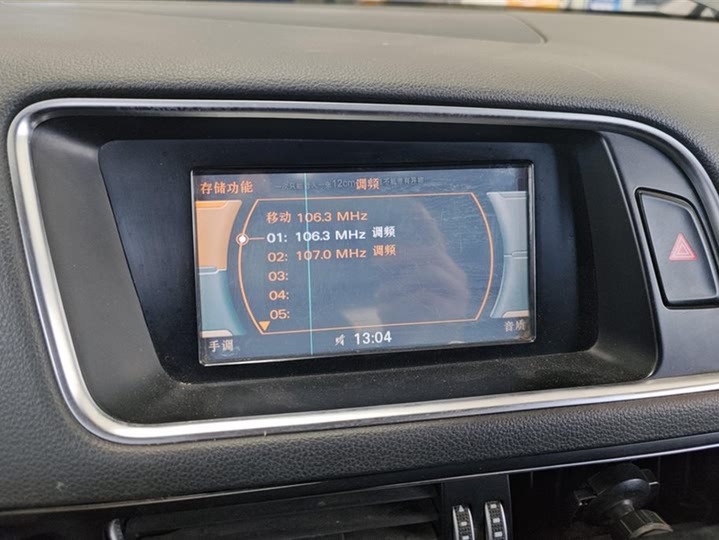 存储功能
调频
移动 106.3 MHz
01: 106.3 MHz 调频
02: 107.0 MHz 调频
03:
04:
05:
手调
13:04
音质